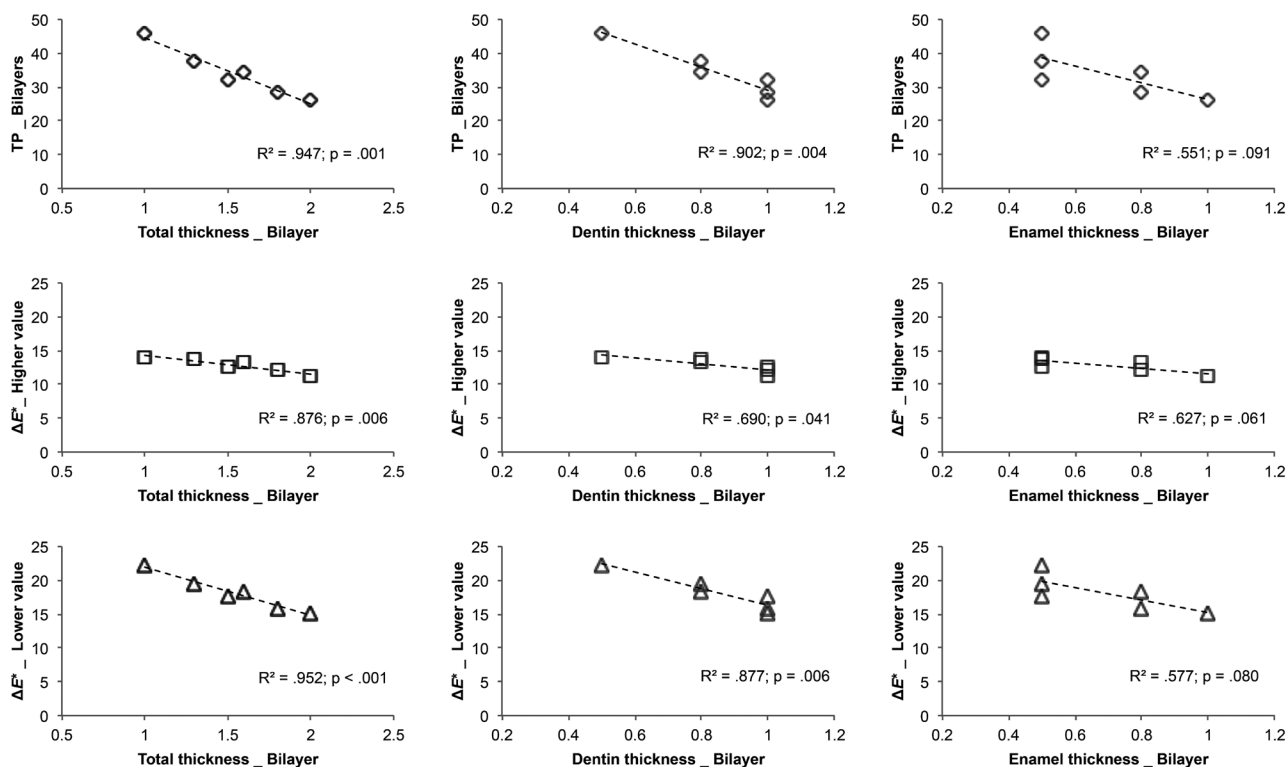 50
40
30
20
10
0
TP _ Bilayers
R² = .947; p = .001
0.5 1 1.5 2 2.5
Total thickness _ Bilayer
50
40
30
20
10
0
TP _ Bilayers
R² = .902; p = .004
0.2 0.4 0.6 0.8 1 1.2
Dentin thickness _ Bilayer
50
40
30
20
10
0
TP _ Bilayers
R² = .551; p = .091
0.2 0.4 0.6 0.8 1 1.2
Enamel thickness _ Bilayer
25
20
15
10
5
0
ΔE* _ Higher value
R² = .876; p = .006
0.5 1 1.5 2 2.5
Total thickness _ Bilayer
25
20
15
10
5
0
ΔE* _ Higher value
R² = .690; p = .041
0.2 0.4 0.6 0.8 1 1.2
Dentin thickness _ Bilayer
25
20
15
10
5
0
ΔE* _ Higher value
R² = .627; p = .061
0.2 0.4 0.6 0.8 1 1.2
Enamel thickness _ Bilayer
25
20
15
10
5
0
ΔE* _ Lower value
R² = .952; p < .001
0.5 1 1.5 2 2.5
Total thickness _ Bilayer
25
20
15
10
5
0
ΔE* _ Lower value
R² = .877; p = .006
0.2 0.4 0.6 0.8 1 1.2
Dentin thickness _ Bilayer
25
20
15
10
5
0
ΔE* _ Lower value
R² = .577; p = .080
0.2 0.4 0.6 0.8 1 1.2
Enamel thickness _ Bilayer